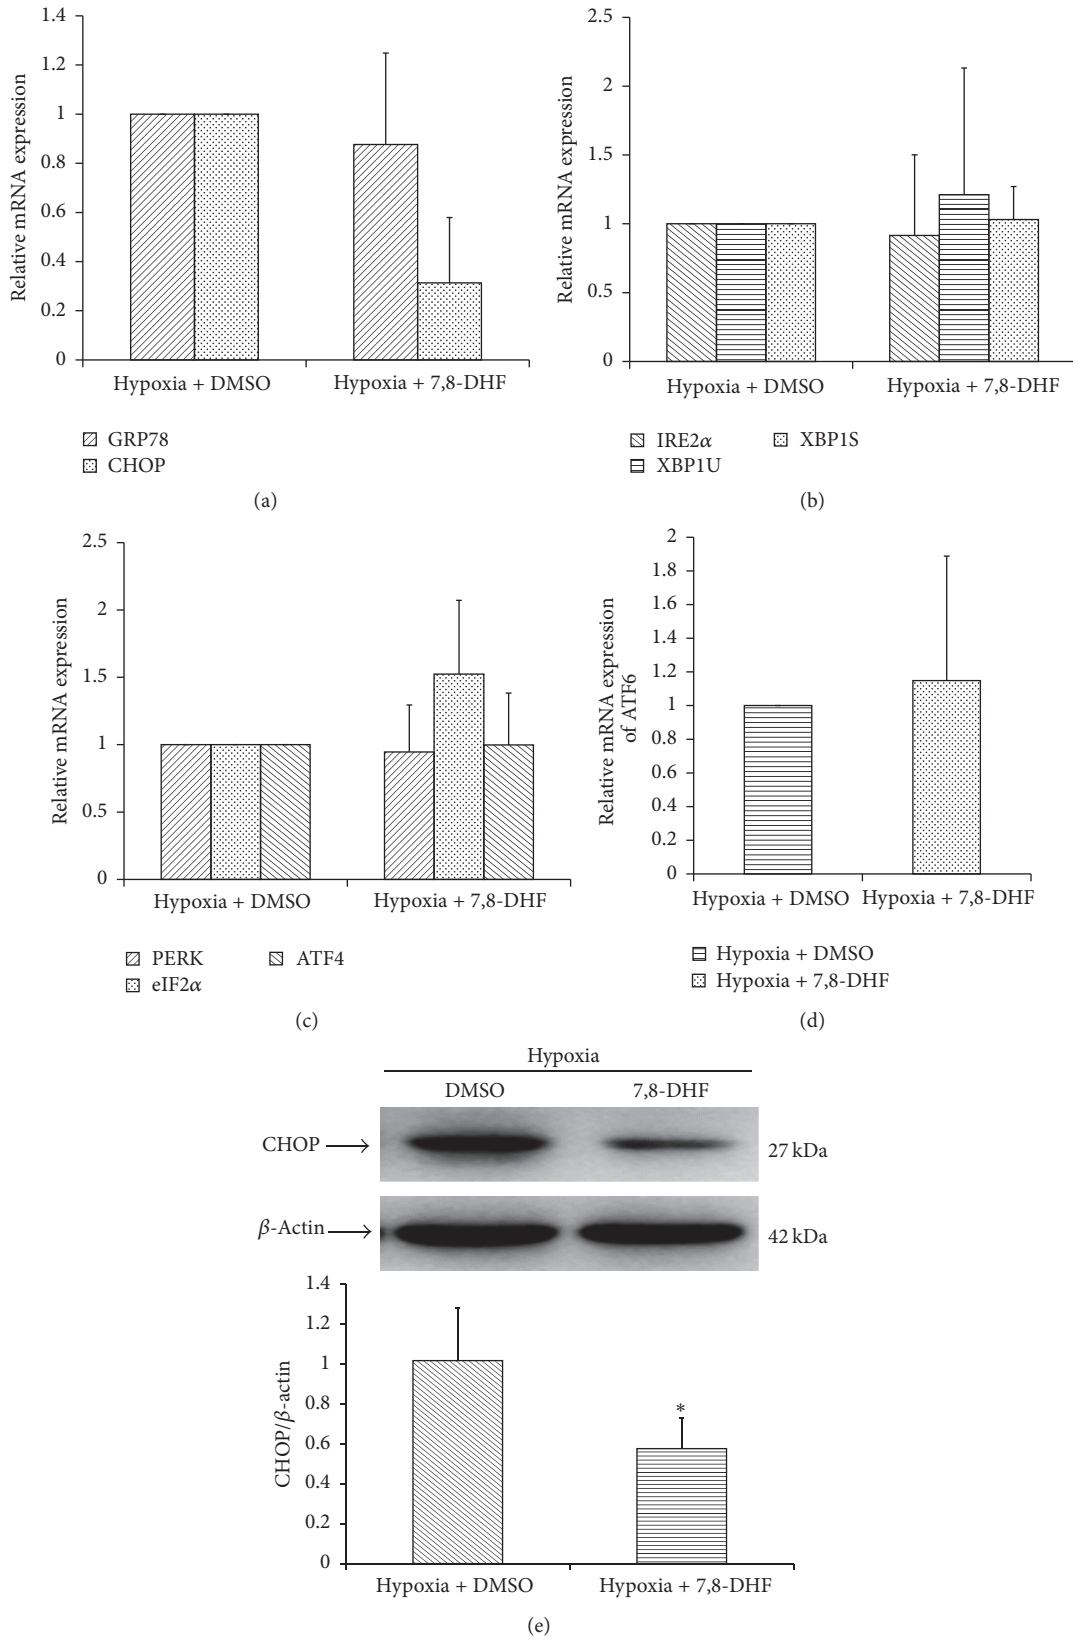 1.4
1.2
1
0.8
0.6
0.4
0.2
0
Relative mRNA expression
Hypoxia + DMSO
Hypoxia + 7,8-DHF
GRP78
CHOP
(a)
2.5
2
1.5
1
0.5
0
Relative mRNA expression
Hypoxia + DMSO
Hypoxia + 7,8-DHF
IRE2α
XBP1S
XBP1U
(b)
2.5
2
1.5
1
0.5
0
Relative mRNA expression
Hypoxia + DMSO
Hypoxia + 7,8-DHF
PERK
ATF4
eIF2α
(c)
2
1.8
1.6
1.4
1.2
1
0.8
0.6
0.4
0.2
0
Relative mRNA expression
of ATF6
Hypoxia + DMSO
Hypoxia + 7,8-DHF
Hypoxia + DMSO
Hypoxia + 7,8-DHF
(d)
Hypoxia
DMSO
7,8-DHF
CHOP
27 kDa
β-Actin
42 kDa
1.4
1.2
1
0.8
0.6
0.4
0.2
0
CHOP/β-actin
*
Hypoxia + DMSO
Hypoxia + 7,8-DHF
(e)